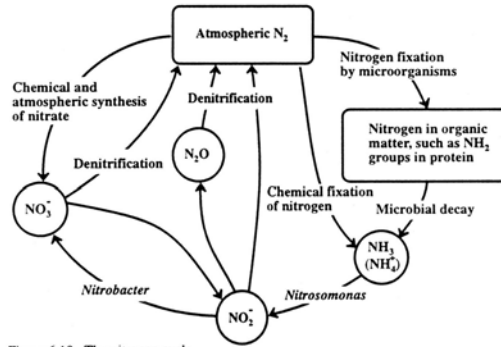 Atmospheric N₂
Nitrogen fixation
by microorganisms
Chemical and
atmospheric synthesis
of nitrate
Denitrification
Nitrogen in organic
matter, such as NH₂
groups in protein
N₂O
Denitrification
Chemical fixation
of nitrogen
Microbial decay
NO₃⁻
NH₃
(NH₄⁺)
Nitrobacter
Nitrosomonas
NO₂⁻